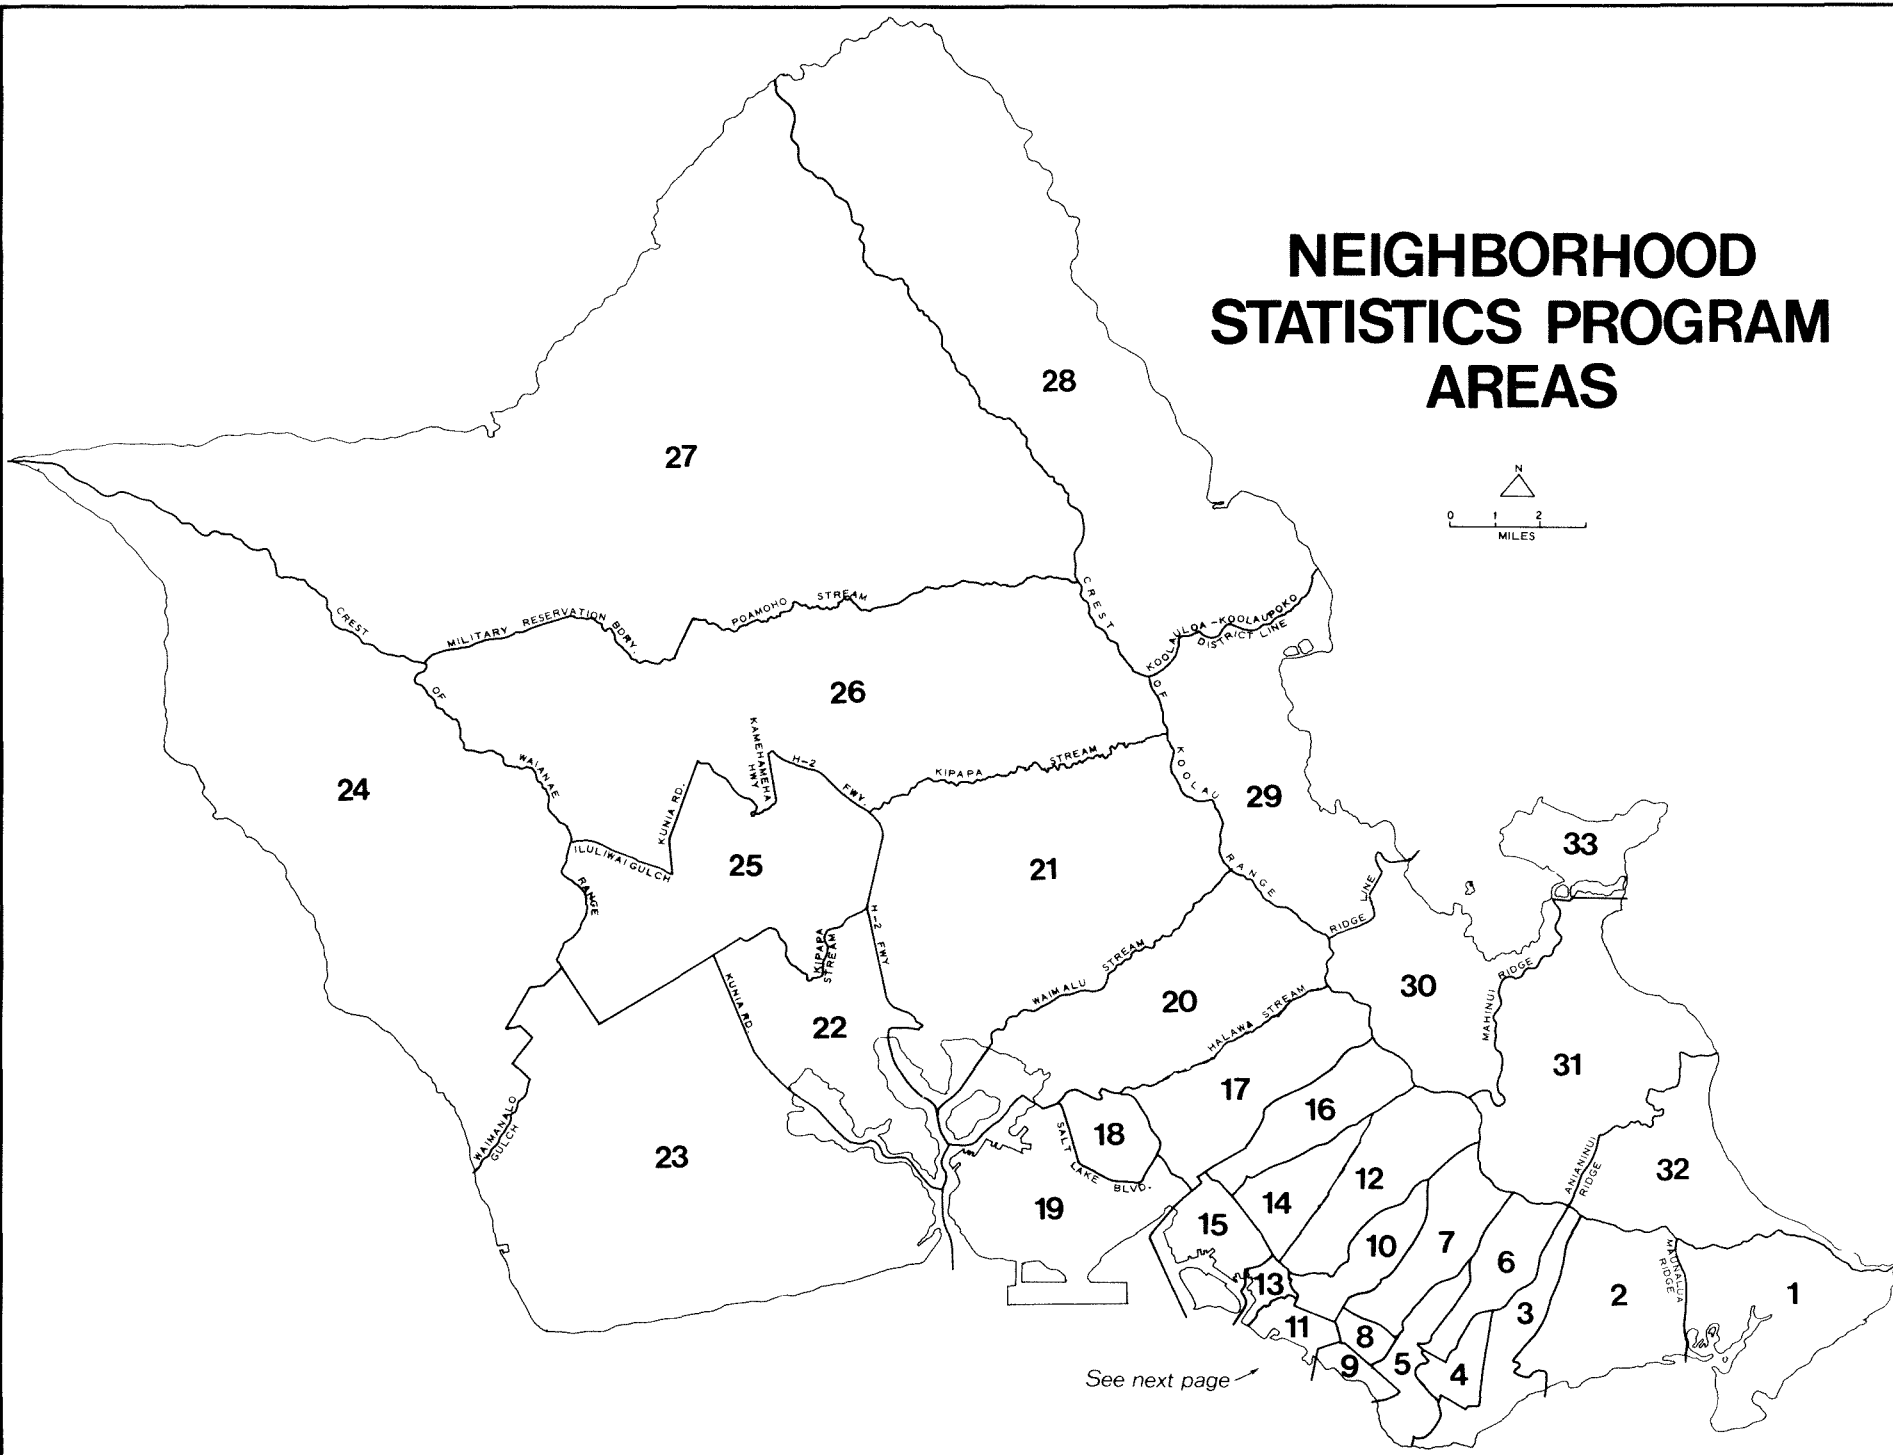 NEIGHBORHOOD
STATISTICS PROGRAM
AREAS
28
27
N
0 1 2
MILES
CREST
MILITARY RESERVATION BDRY.
POAMOHO STREAM
CREST
KOOLAULOA-KOOLAUPOKO
DISTRICT LINE
OF
OF
26
KAMEHAMEHA
HWY
H-2
FWY.
KIPAPA STREAM
KOOLAU
24
WAIANAE
KUNIA RD.
29
33
ILULIWAI GULCH
25
21
RANGE
RANGE
RIDGE LINE
H-2 FWY
KIPAPA
STREAM
KUNIA RD.
WAIMALU STREAM
RIDGE
MAHINUI
30
20
22
HALAWA STREAM
31
17
16
WAIMANALO
GULCH
18
SALT LAKE BLVD.
23
12
ANIANINUI
RIDGE
32
19
14
15
10
7
6
13
MAUNALUA
RIDGE
2
1
3
11
8
9
5
4
See next page